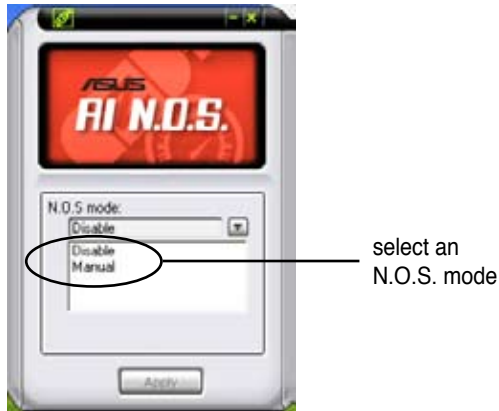 ASUS
AI N.O.S.
N.O.S mode:
Disable
Disable
Manual
select an
N.O.S. mode
Apply